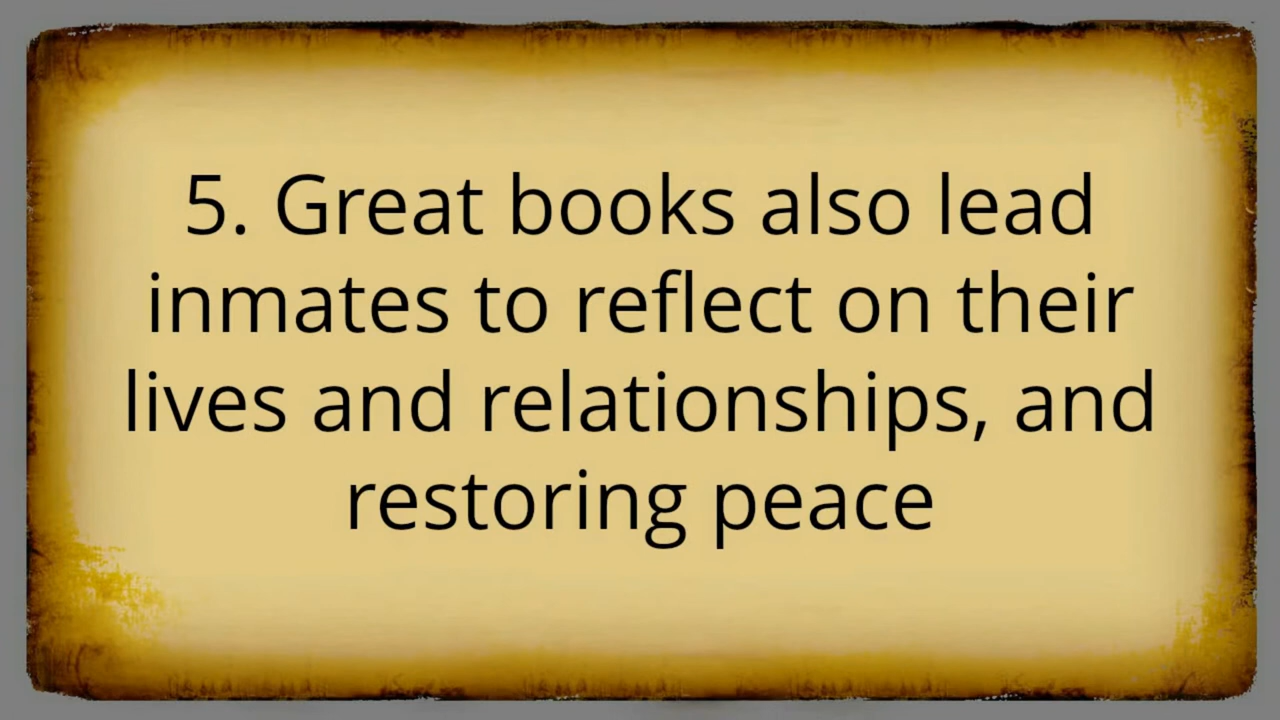 5. Great books also lead
inmates to reflect on their
lives and relationships, and
restoring peace